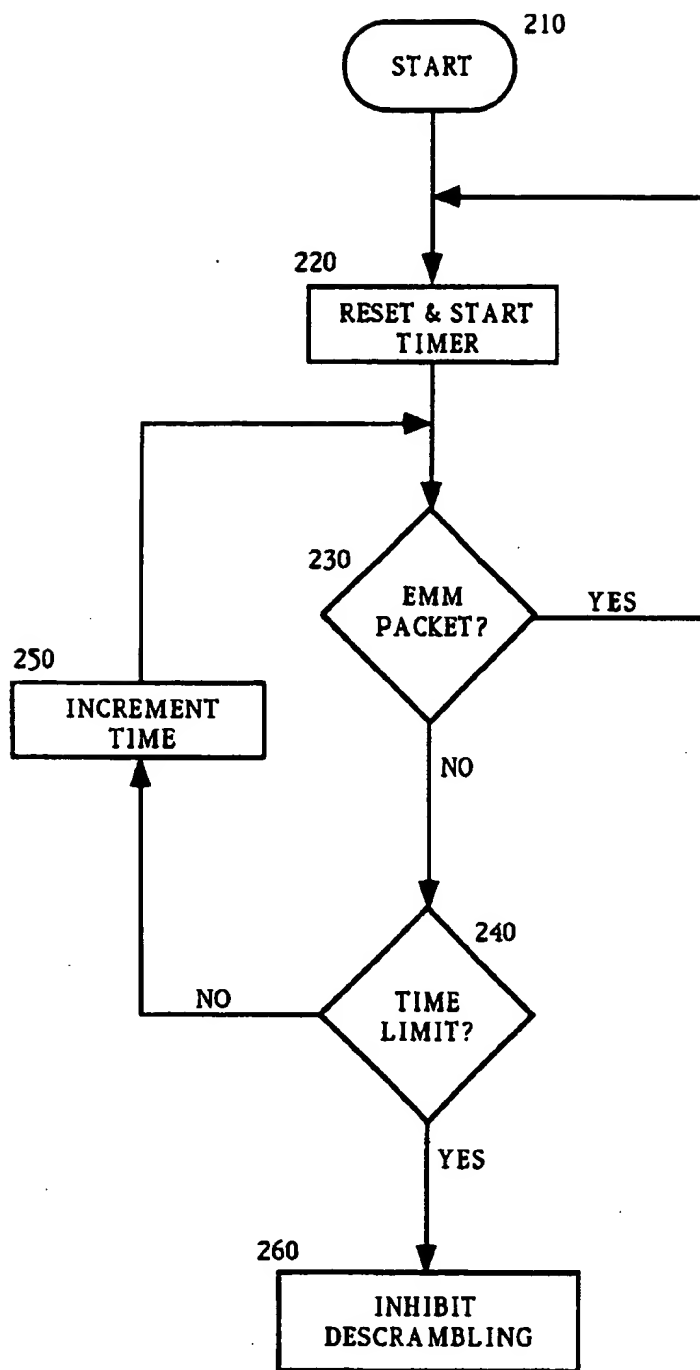 210
START
220
RESET & START
TIMER
230
EMM
PACKET?
YES
250
INCREMENT
TIME
NO
240
TIME
LIMIT?
NO
YES
260
INHIBIT
DESCRAMBLING